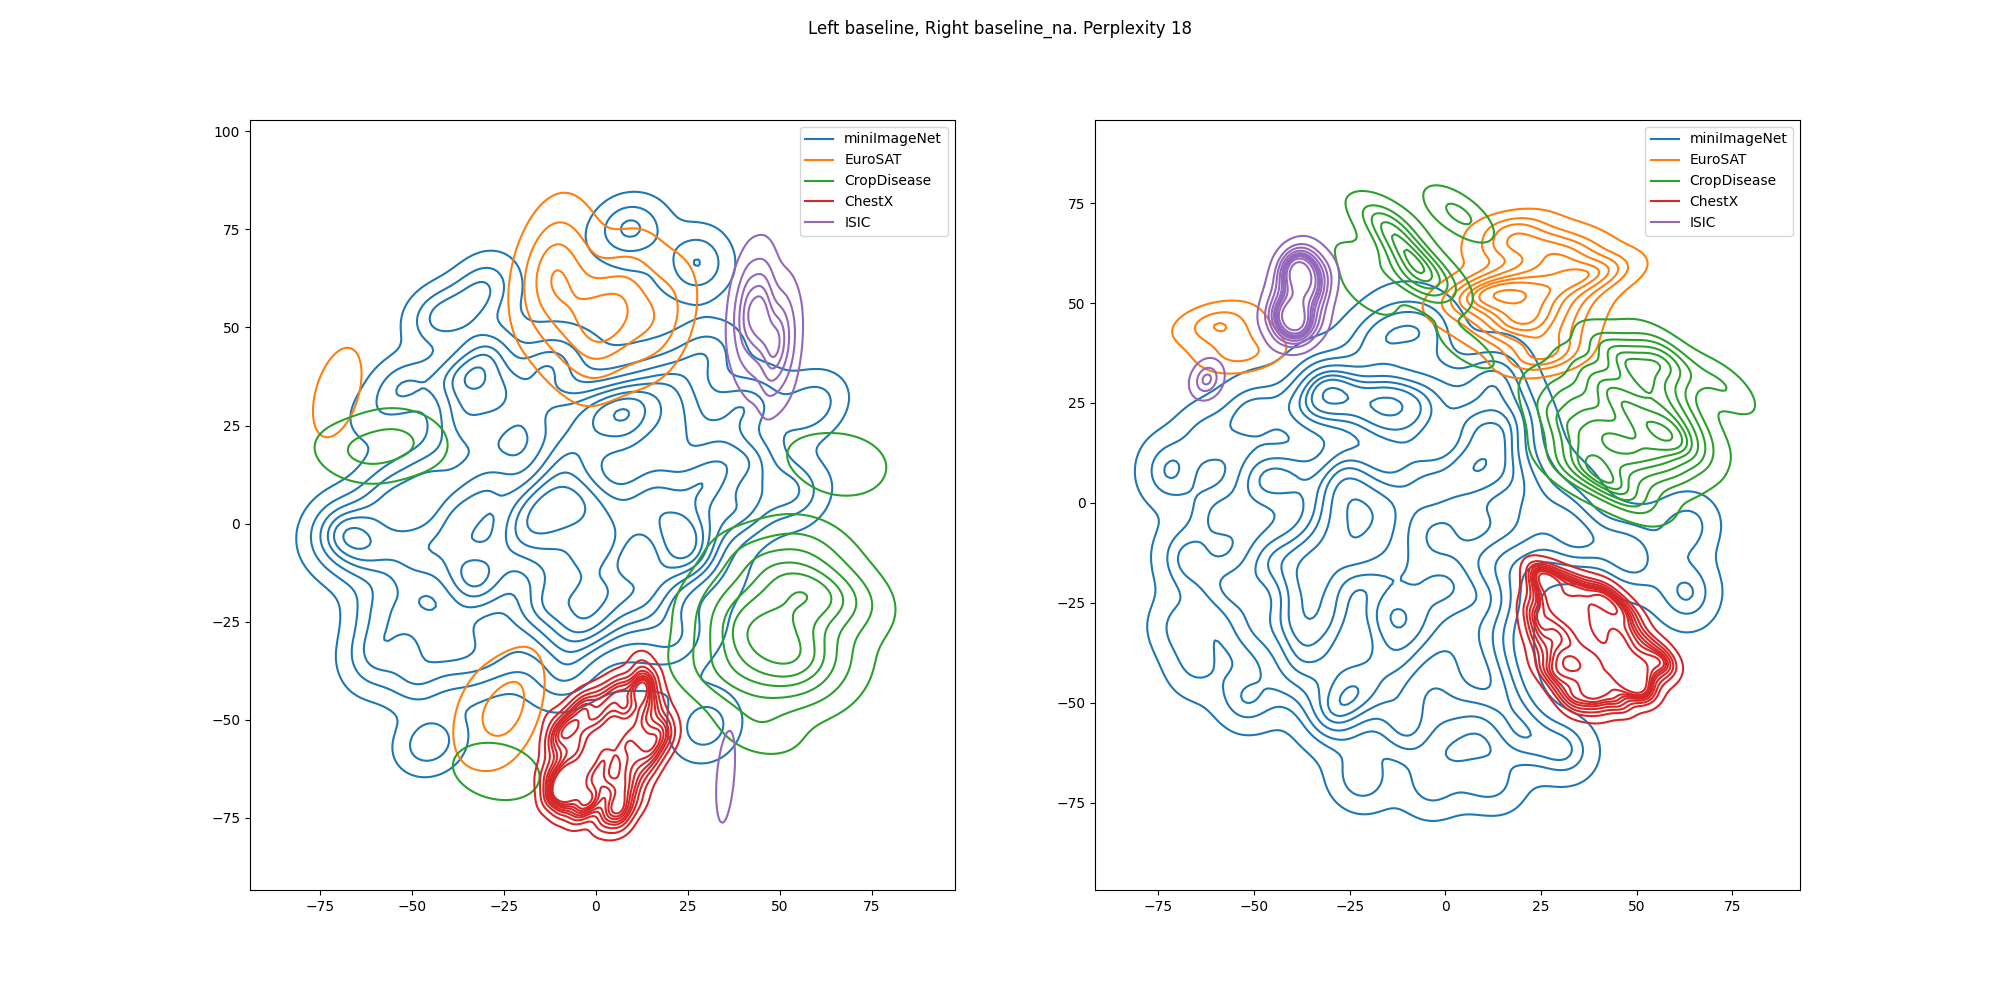 Left baseline, Right baseline_na. Perplexity 18
miniImageNet
EuroSAT
CropDisease
ChestX
ISIC
100
75
50
25
0
−25
−50
−75
−75 −50 −25 0 25 50 75
miniImageNet
EuroSAT
CropDisease
ChestX
ISIC
75
50
25
0
−25
−50
−75
−75 −50 −25 0 25 50 75